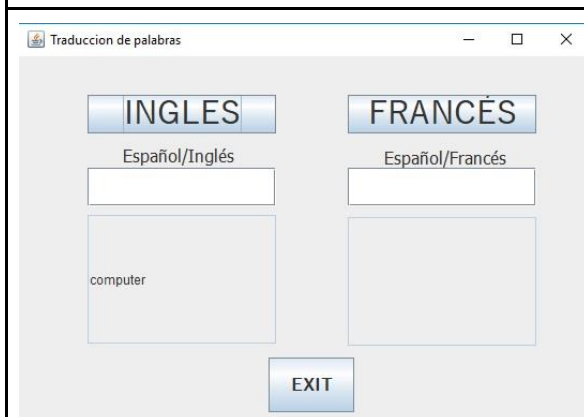 Traduccion de palabras
INGLES
FRANCÉS
Español/Inglés
Español/Francés
computer
EXIT